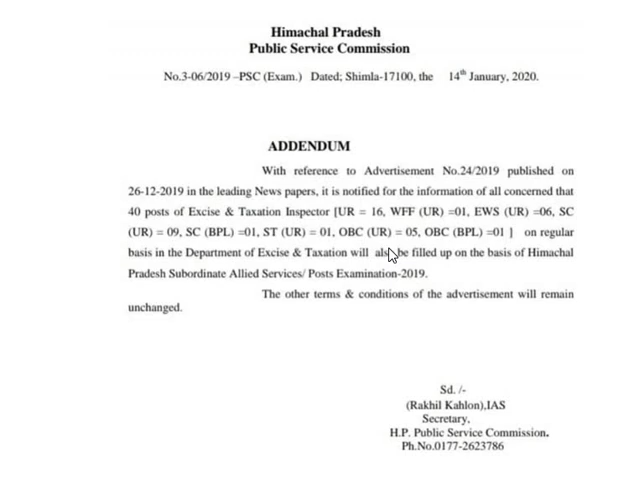 Himachal Pradesh
Public Service Commission
No.3-06/2019 –PSC (Exam.) Dated; Shimla-17100, the 14th January, 2020.
ADDENDUM
With reference to Advertisement No.24/2019 published on
26-12-2019 in the leading News papers, it is notified for the information of all concerned that
40 posts of Excise & Taxation Inspector [UR = 16, WFF (UR) =01, EWS (UR) =06, SC
(UR) = 09, SC (BPL) =01, ST (UR) = 01, OBC (UR) = 05, OBC (BPL) =01 ] on regular
basis in the Department of Excise & Taxation will also be filled up on the basis of Himachal
Pradesh Subordinate Allied Services/ Posts Examination-2019.
The other terms & conditions of the advertisement will remain
unchanged.
Sd. /-
(Rakhil Kahlon),IAS
Secretary,
H.P. Public Service Commission.
Ph.No.0177-2623786